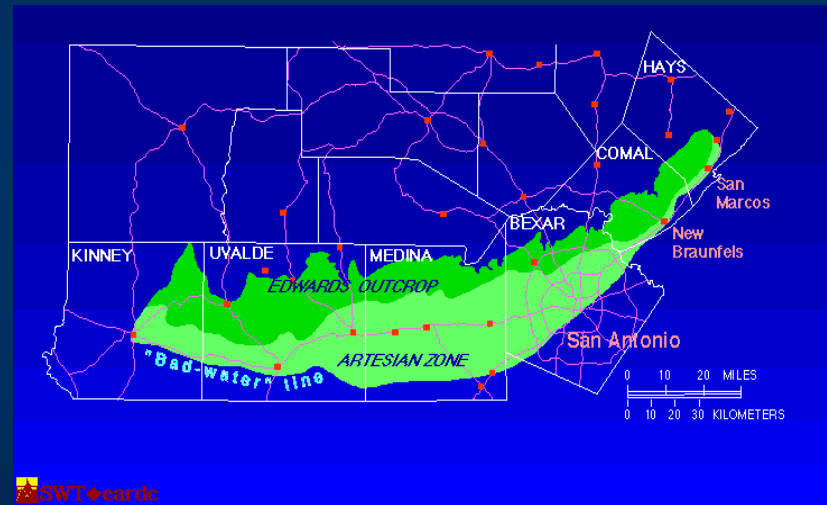 HAYS
COMAL
San
Marcos
BEXAR
New
Braunfels
KINNEY
UVALDE
MEDINA
EDWARDS OUTCROP
San Antonio
"Bad-water" line
ARTESIAN ZONE
0 10 20 MILES
0 10 20 30 KILOMETERS
SWT◆eardc